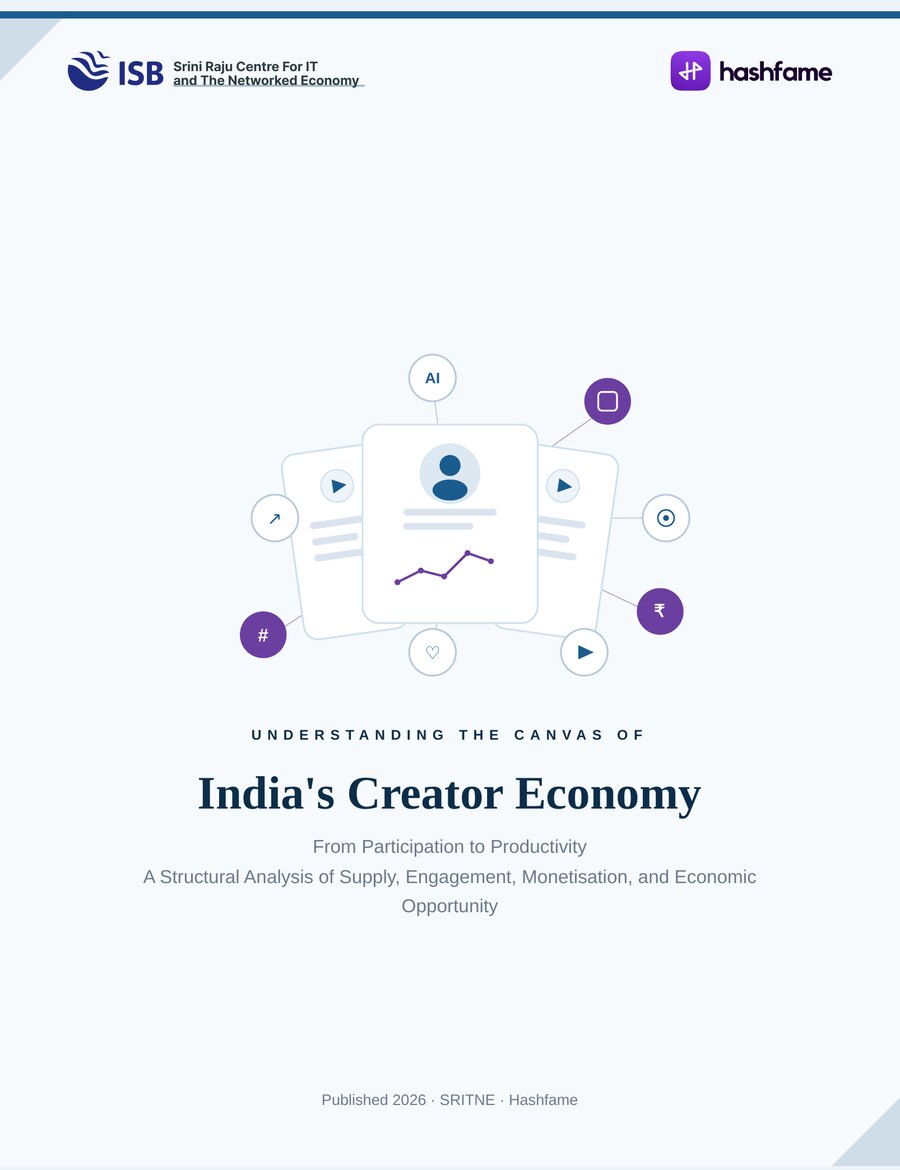 ISB
Srini Raju Centre For IT
and The Networked Economy
hashfame
AI
#
₹
UNDERSTANDING THE CANVAS OF
India's Creator Economy
From Participation to Productivity
A Structural Analysis of Supply, Engagement, Monetisation, and Economic
Opportunity
Published 2026 · SRITNE · Hashfame